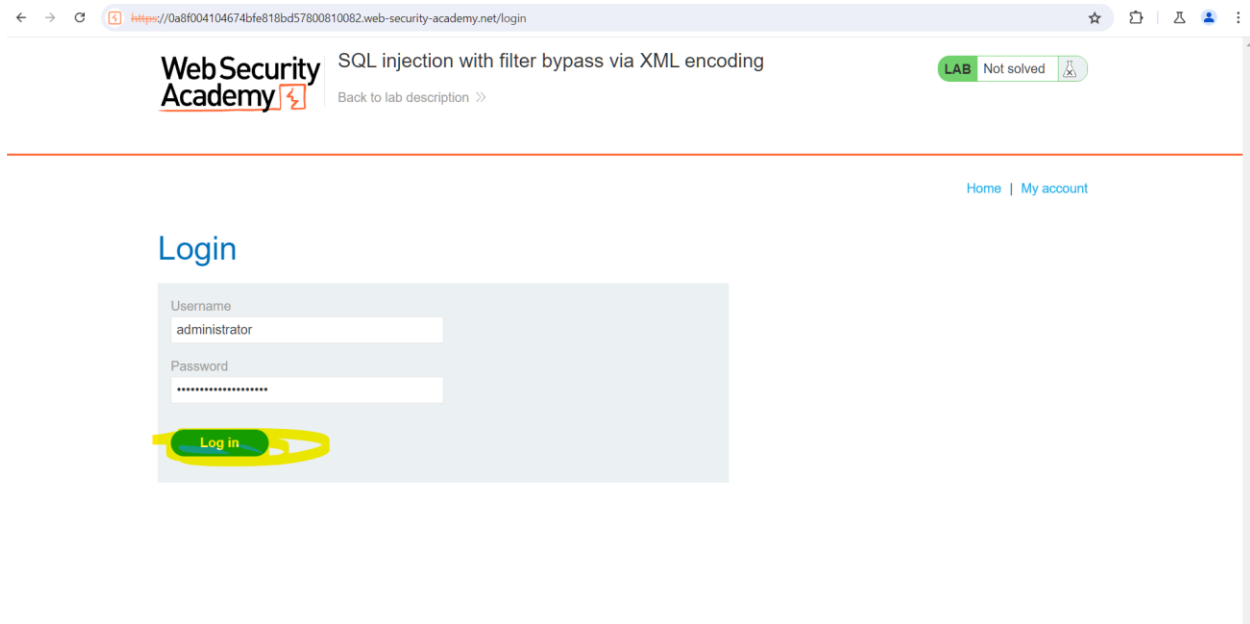 https://0a8f004104674bfe818bd57800810082.web-security-academy.net/login
Web Security
Academy
SQL injection with filter bypass via XML encoding
Back to lab description
LAB Not solved
Home | My account
Login
Username
administrator
Password
Log in